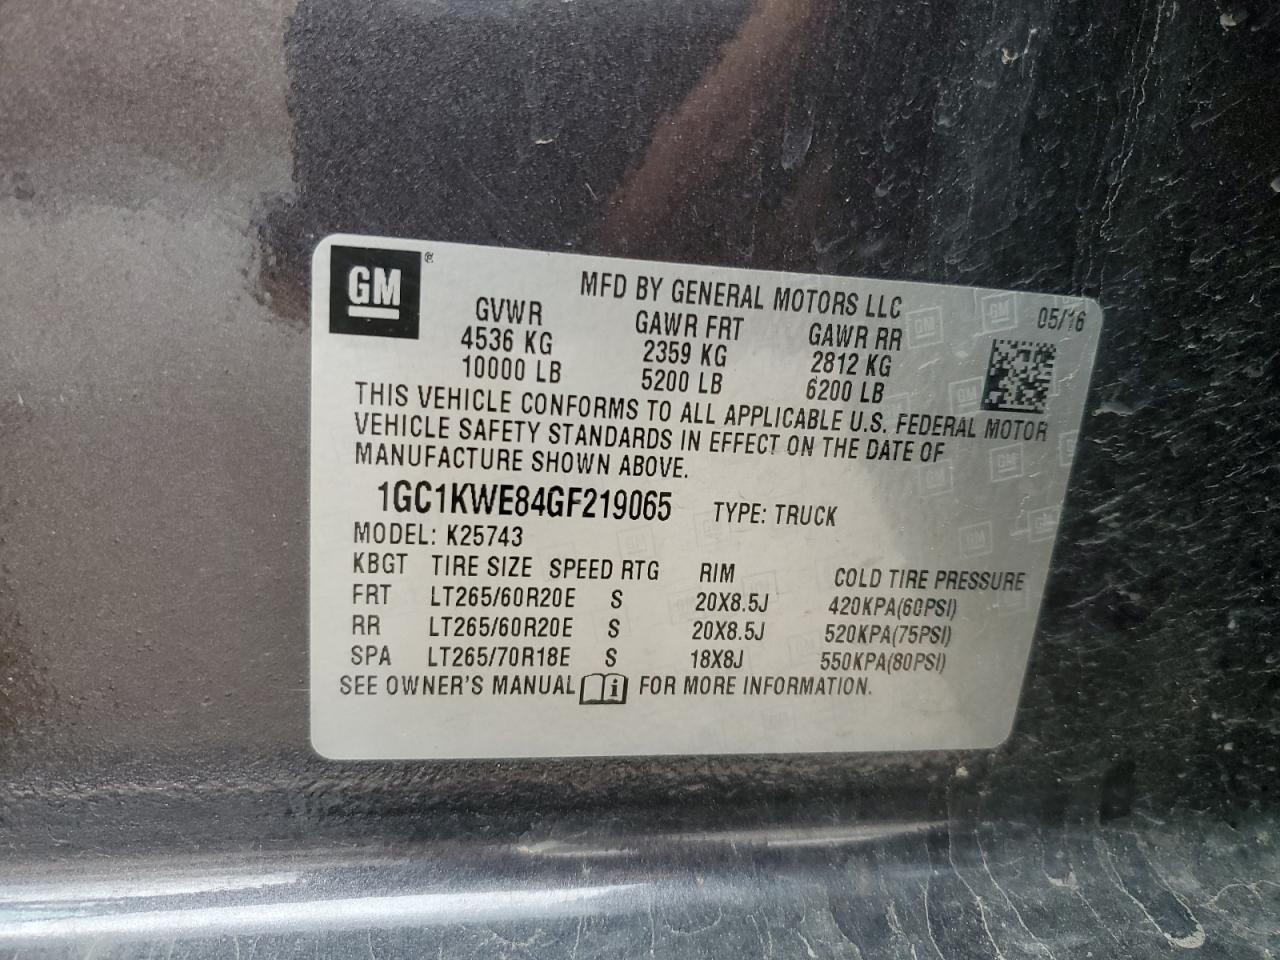 GM ®
MFD BY GENERAL MOTORS LLC
05/16
GVWR GAWR FRT GAWR RR
4536 KG 2359 KG 2812 KG
10000 LB 5200 LB 6200 LB
THIS VEHICLE CONFORMS TO ALL APPLICABLE U.S. FEDERAL MOTOR
VEHICLE SAFETY STANDARDS IN EFFECT ON THE DATE OF
MANUFACTURE SHOWN ABOVE.
1GC1KWE84GF219065 TYPE: TRUCK
MODEL: K25743
KBGT TIRE SIZE SPEED RTG RIM COLD TIRE PRESSURE
FRT LT265/60R20E S 20X8.5J 420KPA(60PSI)
RR LT265/60R20E S 20X8.5J 520KPA(75PSI)
SPA LT265/70R18E S 18X8J 550KPA(80PSI)
SEE OWNER'S MANUAL i FOR MORE INFORMATION.